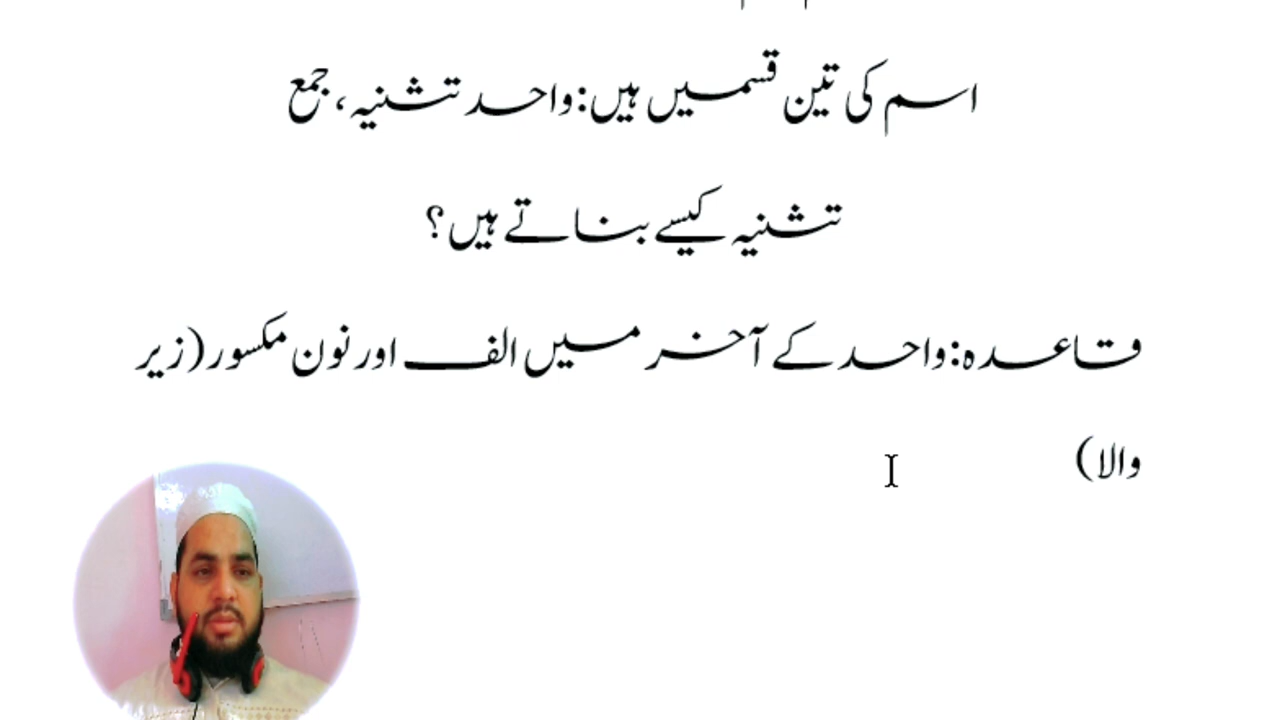 اسم کی تین قسمیں ہیں:واحد تثنیہ، جمع
تثنیہ کیسے بناتے ہیں؟
قاعدہ:واحد کے آخر میں الف اور نون مکسور(زیر
والا)